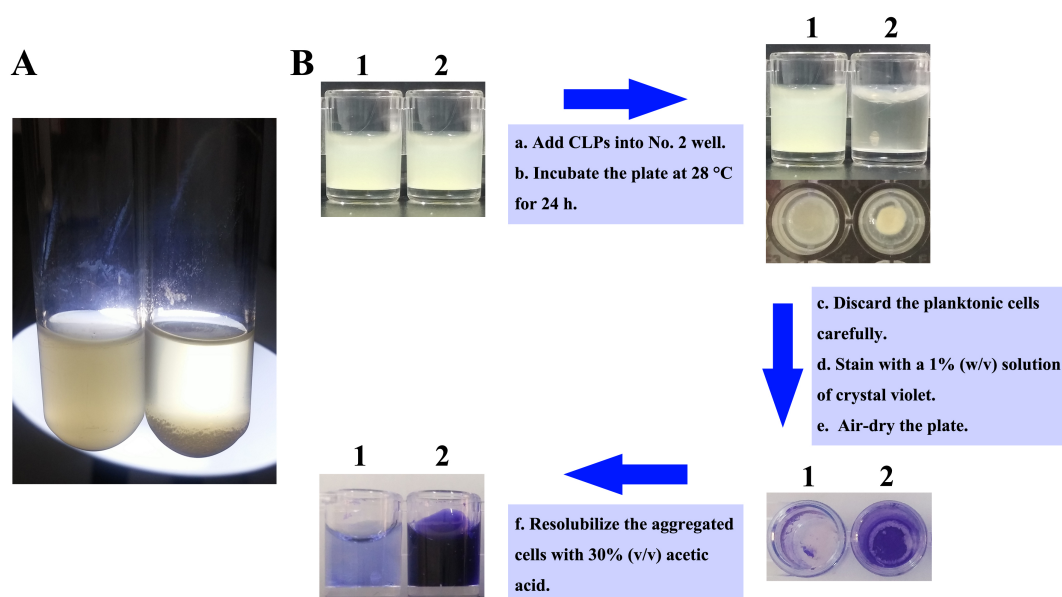 A
B
1 2
1 2
a. Add CLPs into No. 2 well.
b. Incubate the plate at 28 °C
for 24 h.
c. Discard the planktonic cells
carefully.
d. Stain with a 1% (w/v) solution
of crystal violet.
e. Air-dry the plate.
1 2
1 2
f. Resolubilize the aggregated
cells with 30% (v/v) acetic
acid.